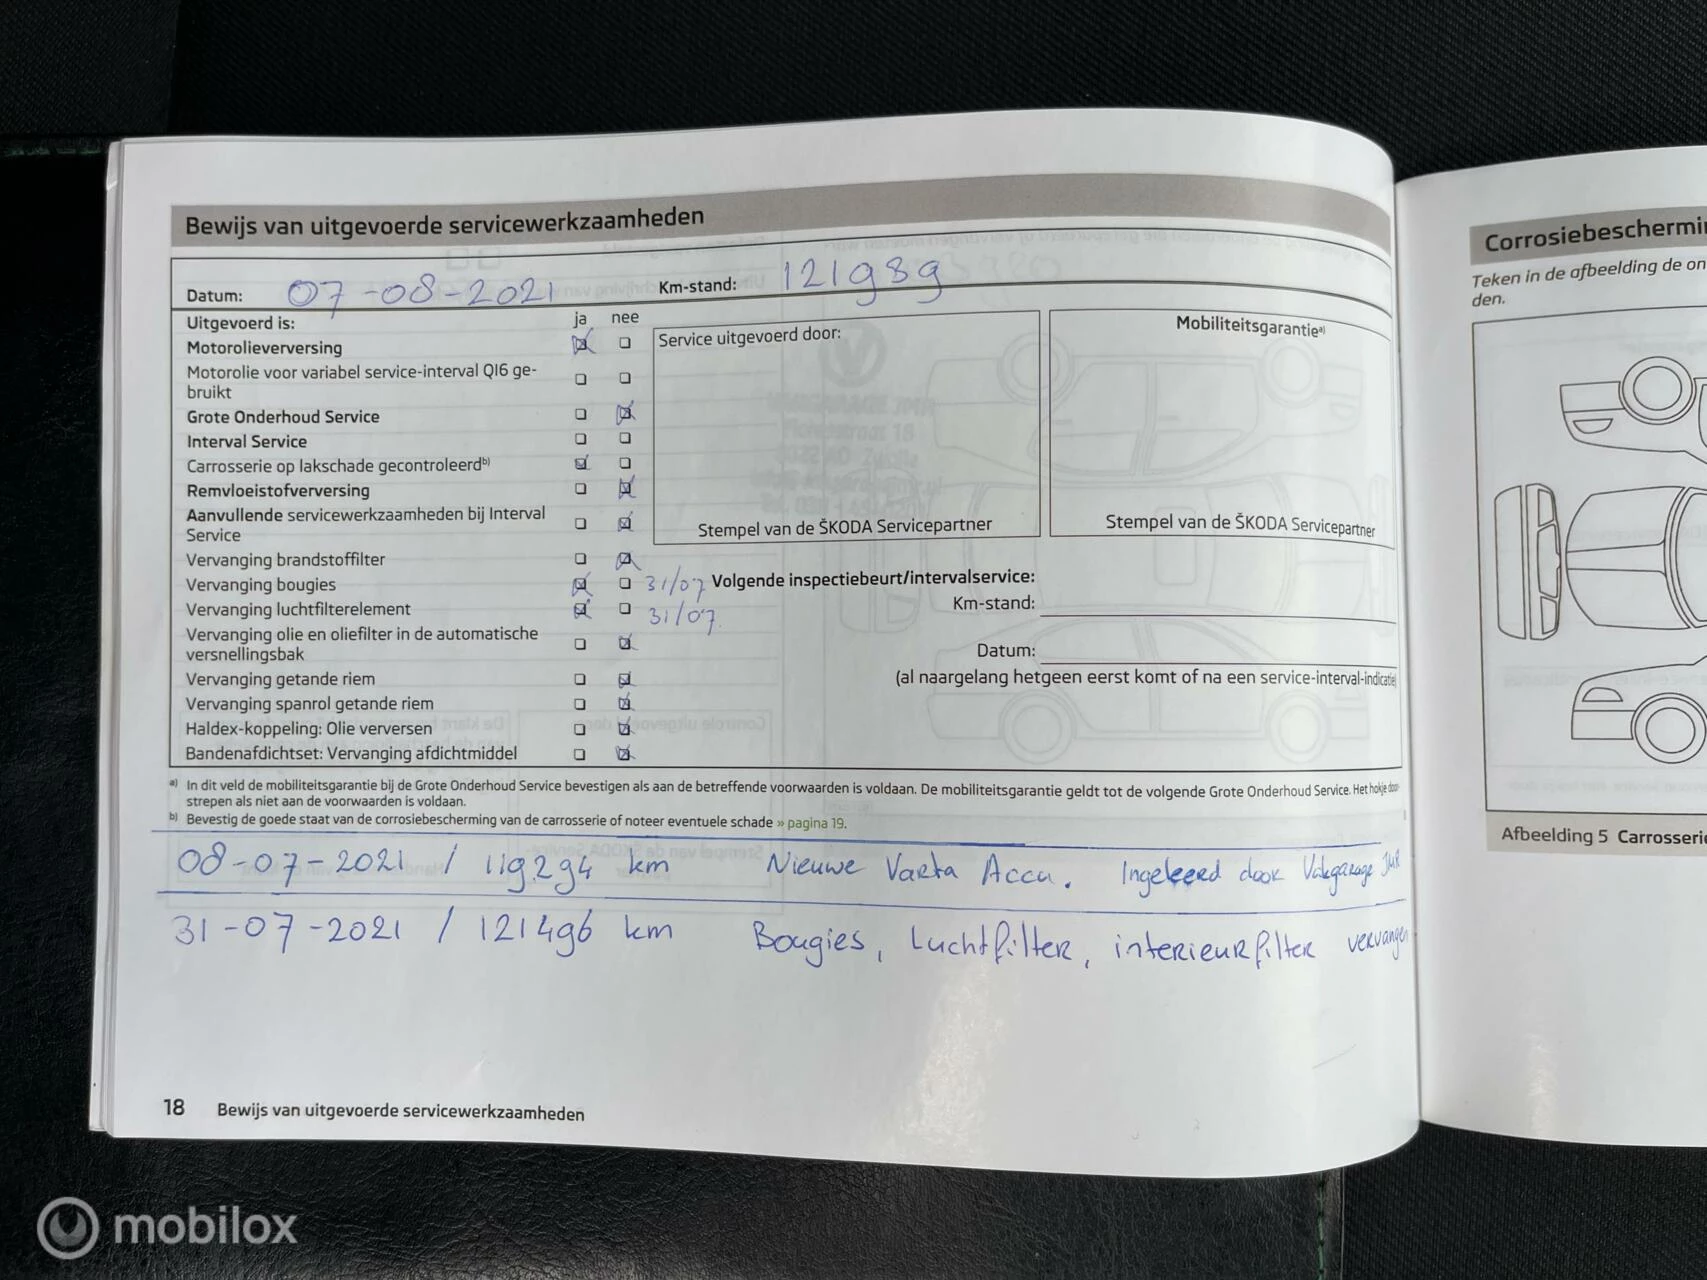 Bewijs van uitgevoerde servicewerkzaamheden
Datum: 07-08-2021 Km-stand: 121989
Uitgevoerd is: ja nee
Motorolieverversing
Motorolie voor variabel service-interval QI6 ge-
bruikt
Grote Onderhoud Service
Interval Service
Carrosserie op lakschade gecontroleerd b)
Remvloeistofverversing
Aanvullende servicewerkzaamheden bij Interval
Service
Vervanging brandstoffilter
Vervanging bougies 31/07
Vervanging luchtfilterelement 31/07
Vervanging olie en oliefilter in de automatische
versnellingsbak
Vervanging getande riem
Vervanging spanrol getande riem
Haldex-koppeling: Olie verversen
Bandenafdichtset: Vervanging afdichtmiddel
Service uitgevoerd door:
Stempel van de ŠKODA Servicepartner
Mobiliteitsgarantie a)
Stempel van de ŠKODA Servicepartner
Volgende inspectiebeurt/intervalservice:
Km-stand:
Datum:
(al naargelang hetgeen eerst komt of na een service-interval-indicatie)
a) In dit veld de mobiliteitsgarantie bij de Grote Onderhoud Service bevestigen als aan de betreffende voorwaarden is voldaan. De mobiliteitsgarantie geldt tot de volgende Grote Onderhoud Service. Het hokje door-
strepen als niet aan de voorwaarden is voldaan.
b) Bevestig de goede staat van de corrosiebescherming van de carrosserie of noteer eventuele schade » pagina 19.
08-07-2021 / 119.294 km Nieuwe Varta Accu. Ingeleerd door Vakgarage JMR
31-07-2021 / 121496 km Bougies, Luchtfilter, interieurfilter vervangen
18 Bewijs van uitgevoerde servicewerkzaamheden
Corrosiebeschermi
Teken in de afbeelding de on
den.
Afbeelding 5 Carrosserie
mobilox